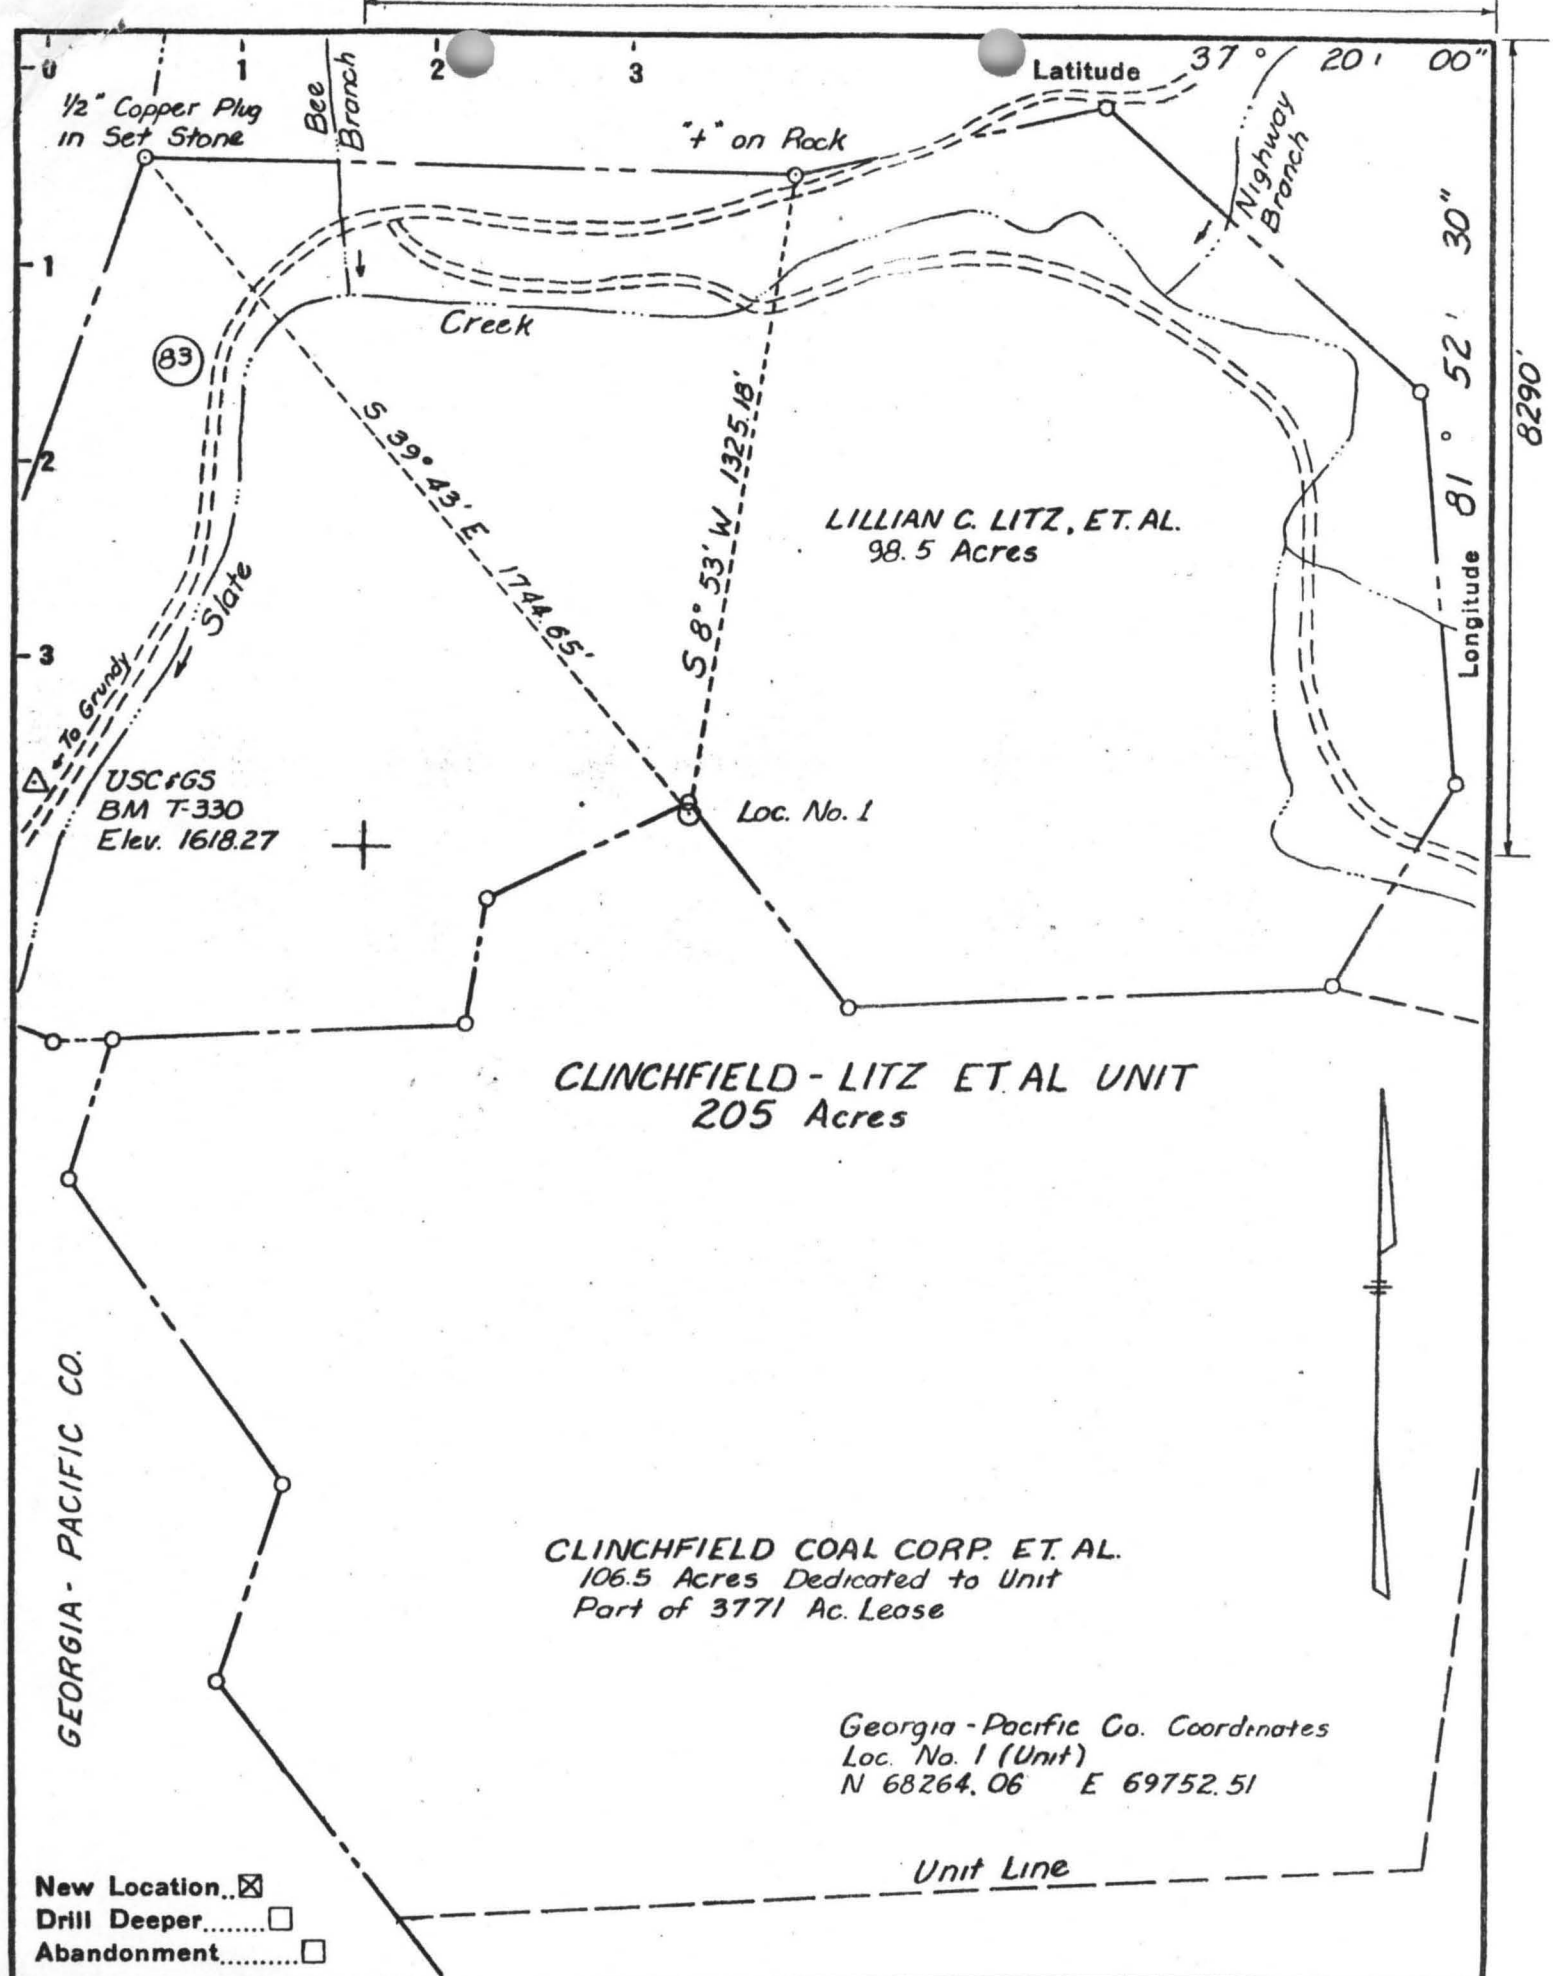 0 1 2 3
Latitude 37° 20' 00"
1/2" Copper Plug
in Set Stone
Bee
Branch
"+" on Rock
Nighway
Branch
1
2
3
Longitude 81° 52' 30"
8290'
Creek
83
S 39° 43' E 1744.65'
S 8° 53' W 1325.18'
LILLIAN C. LITZ, ET. AL.
98.5 Acres
Slate
To Grundy
USC&GS
BM T-330
Elev. 1618.27
Loc. No. 1
CLINCHFIELD - LITZ ET. AL UNIT
205 Acres
GEORGIA - PACIFIC CO.
CLINCHFIELD COAL CORP. ET. AL.
106.5 Acres Dedicated to Unit
Part of 3771 Ac. Lease
Georgia - Pacific Co. Coordinates
Loc. No. 1 (Unit)
N 68264.06 E 69752.51
Unit Line
New Location..☒
Drill Deeper........☐
Abandonment..........☐